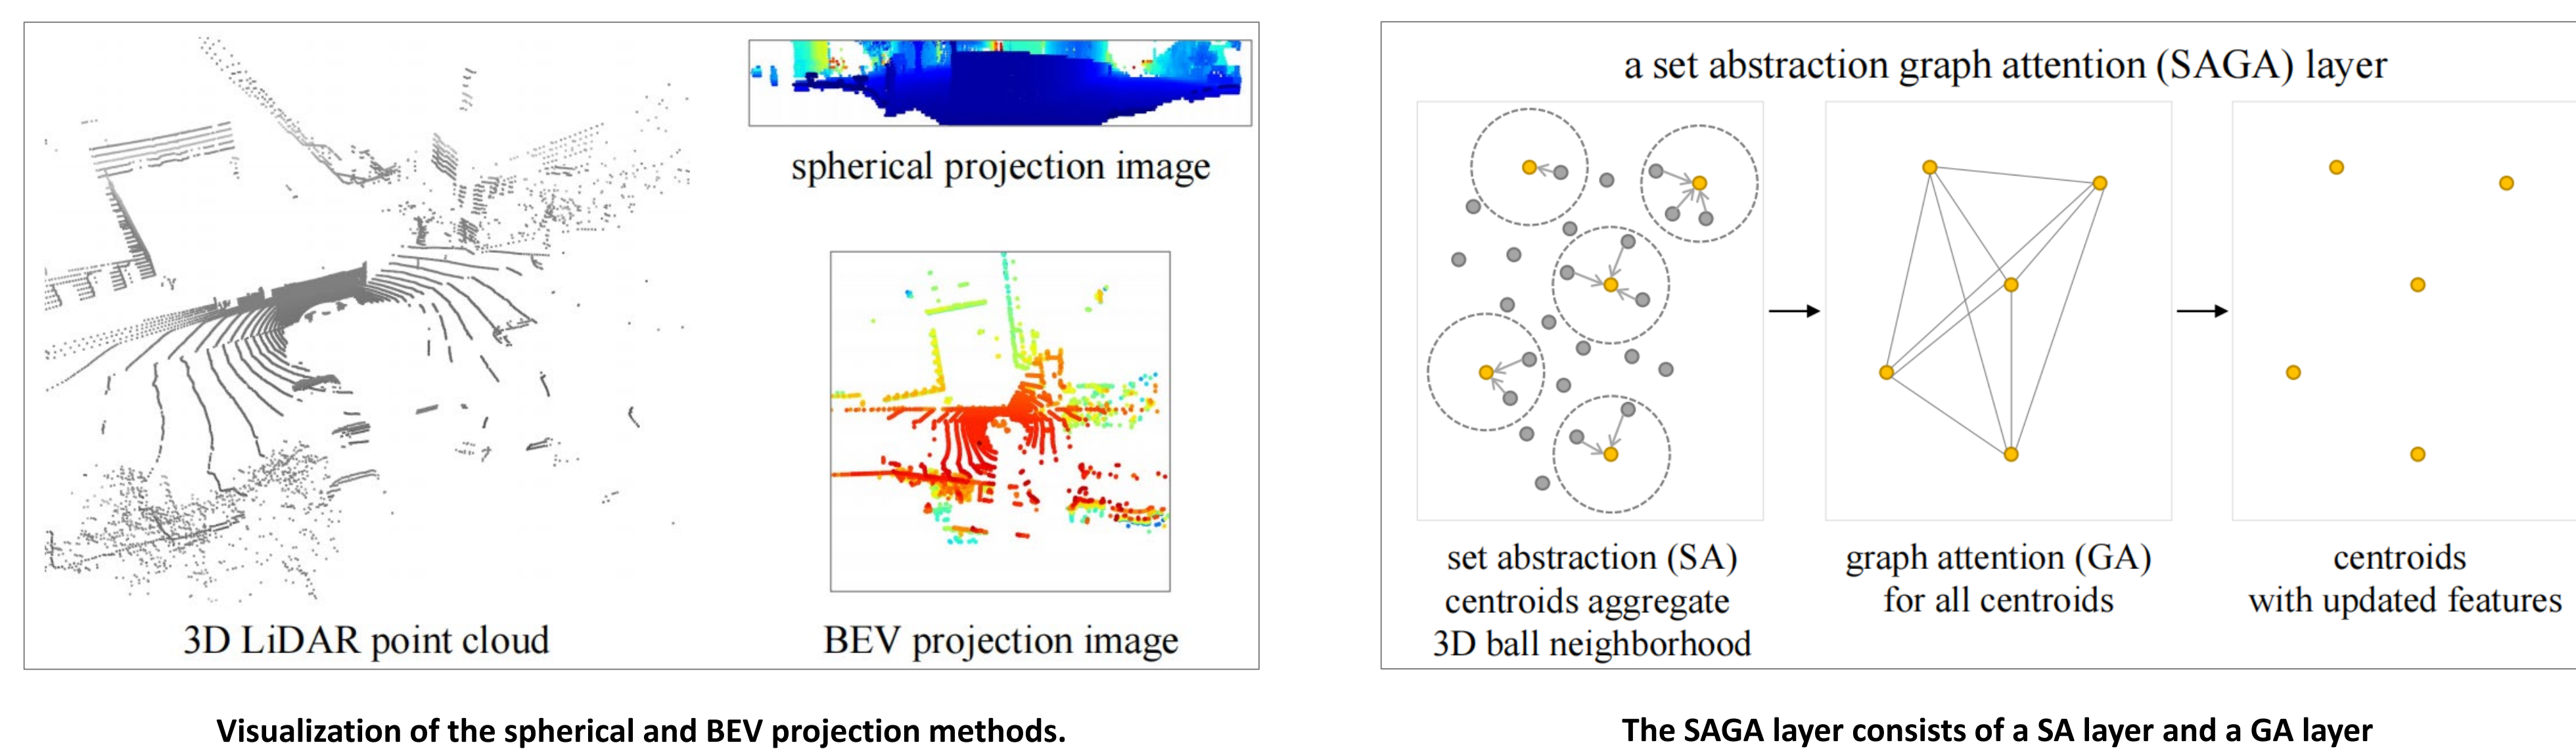 spherical projection image
3D LiDAR point cloud
BEV projection image
Visualization of the spherical and BEV projection methods.
a set abstraction graph attention (SAGA) layer
set abstraction (SA)
centroids aggregate
3D ball neighborhood
graph attention (GA)
for all centroids
centroids
with updated features
The SAGA layer consists of a SA layer and a GA layer